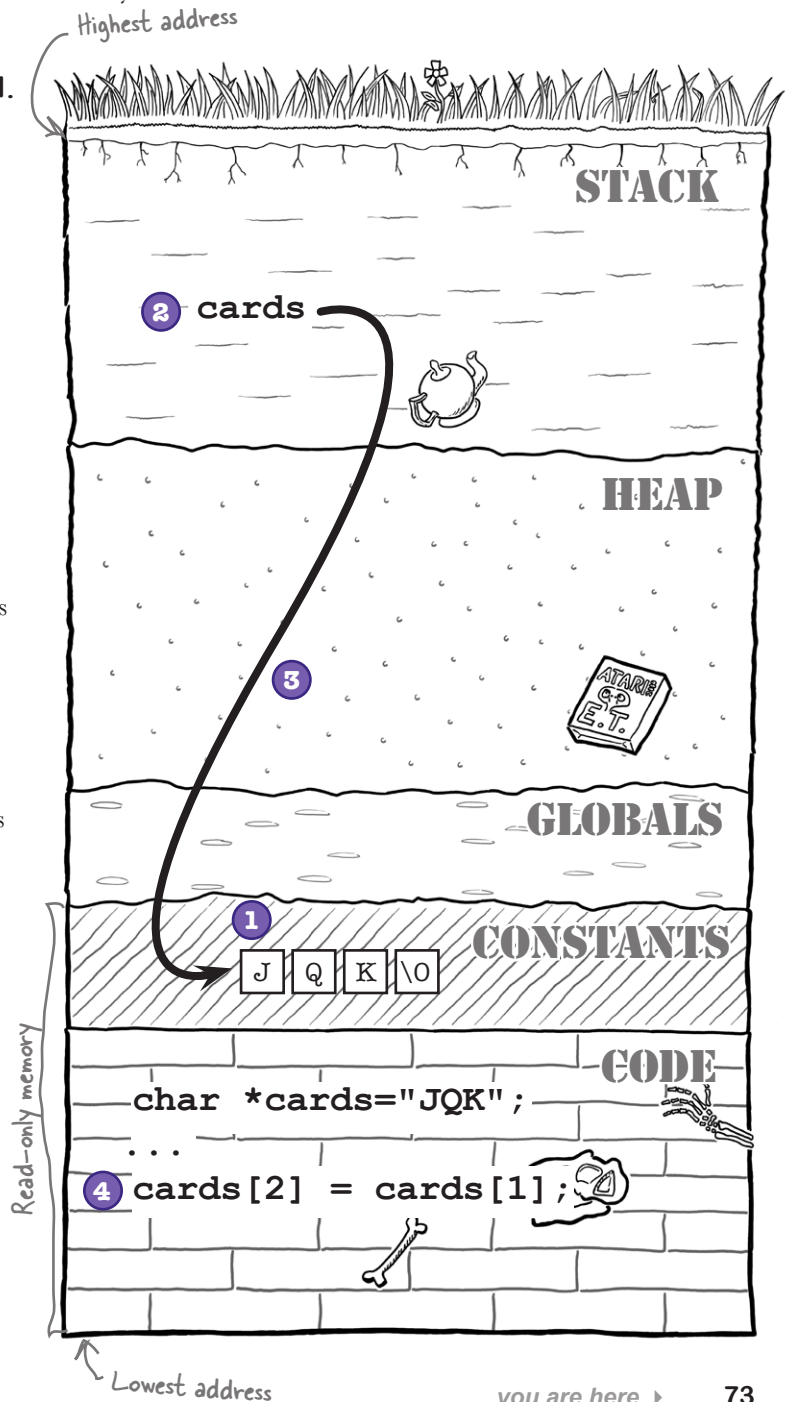 Highest address
l.
STACK
2 cards
HEAP
s
3
ATARI
E.T.
GLOBALS
s
1
CONSTANTS
J Q K \0
Read-only memory
CODE
char *cards="JQK";
...
4 cards[2] = cards[1];
Lowest address
you are here 73